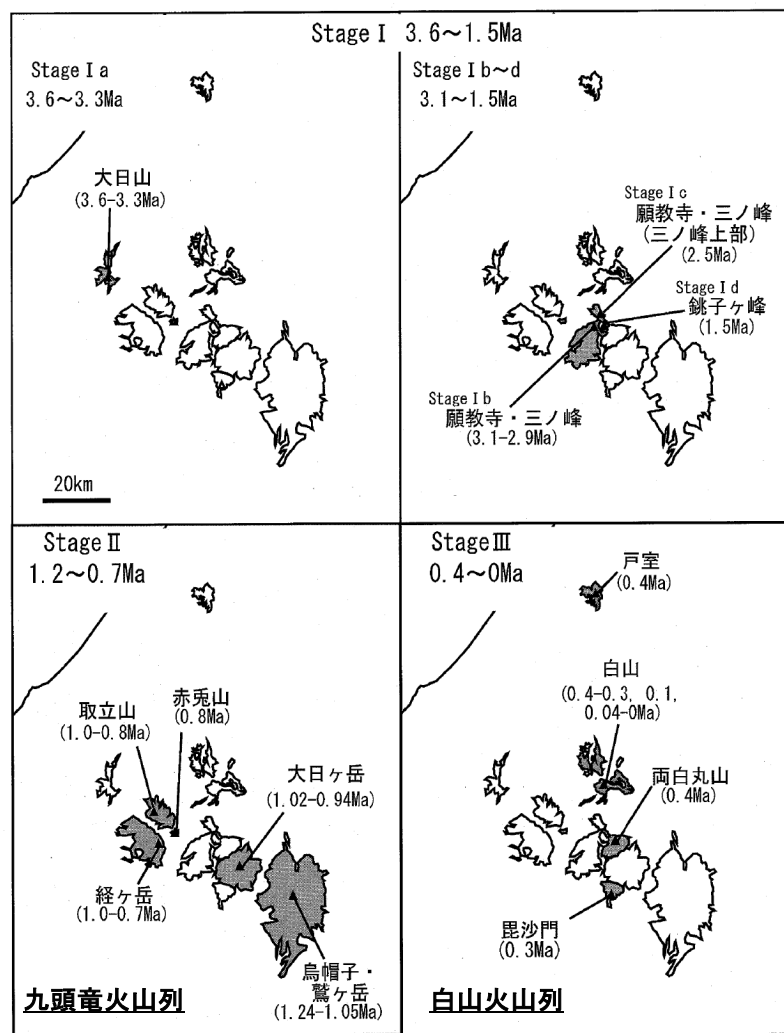 Stage Ⅰ 3.6～1.5Ma
Stage Ⅰa
3.6～3.3Ma
大日山
(3.6-3.3Ma)
20km
Stage Ⅰb～d
3.1～1.5Ma
Stage Ⅰc
願教寺・三ノ峰
(三ノ峰上部)
(2.5Ma)
Stage Ⅰd
銚子ヶ峰
(1.5Ma)
Stage Ⅰb
願教寺・三ノ峰
(3.1-2.9Ma)
Stage Ⅱ
1.2～0.7Ma
取立山
(1.0-0.8Ma)
赤兎山
(0.8Ma)
大日ヶ岳
(1.02-0.94Ma)
経ヶ岳
(1.0-0.7Ma)
烏帽子・
鷲ヶ岳
(1.24-1.05Ma)
九頭竜火山列
Stage Ⅲ
0.4～0Ma
戸室
(0.4Ma)
白山
(0.4-0.3, 0.1,
0.04-0Ma)
両白丸山
(0.4Ma)
毘沙門
(0.3Ma)
白山火山列